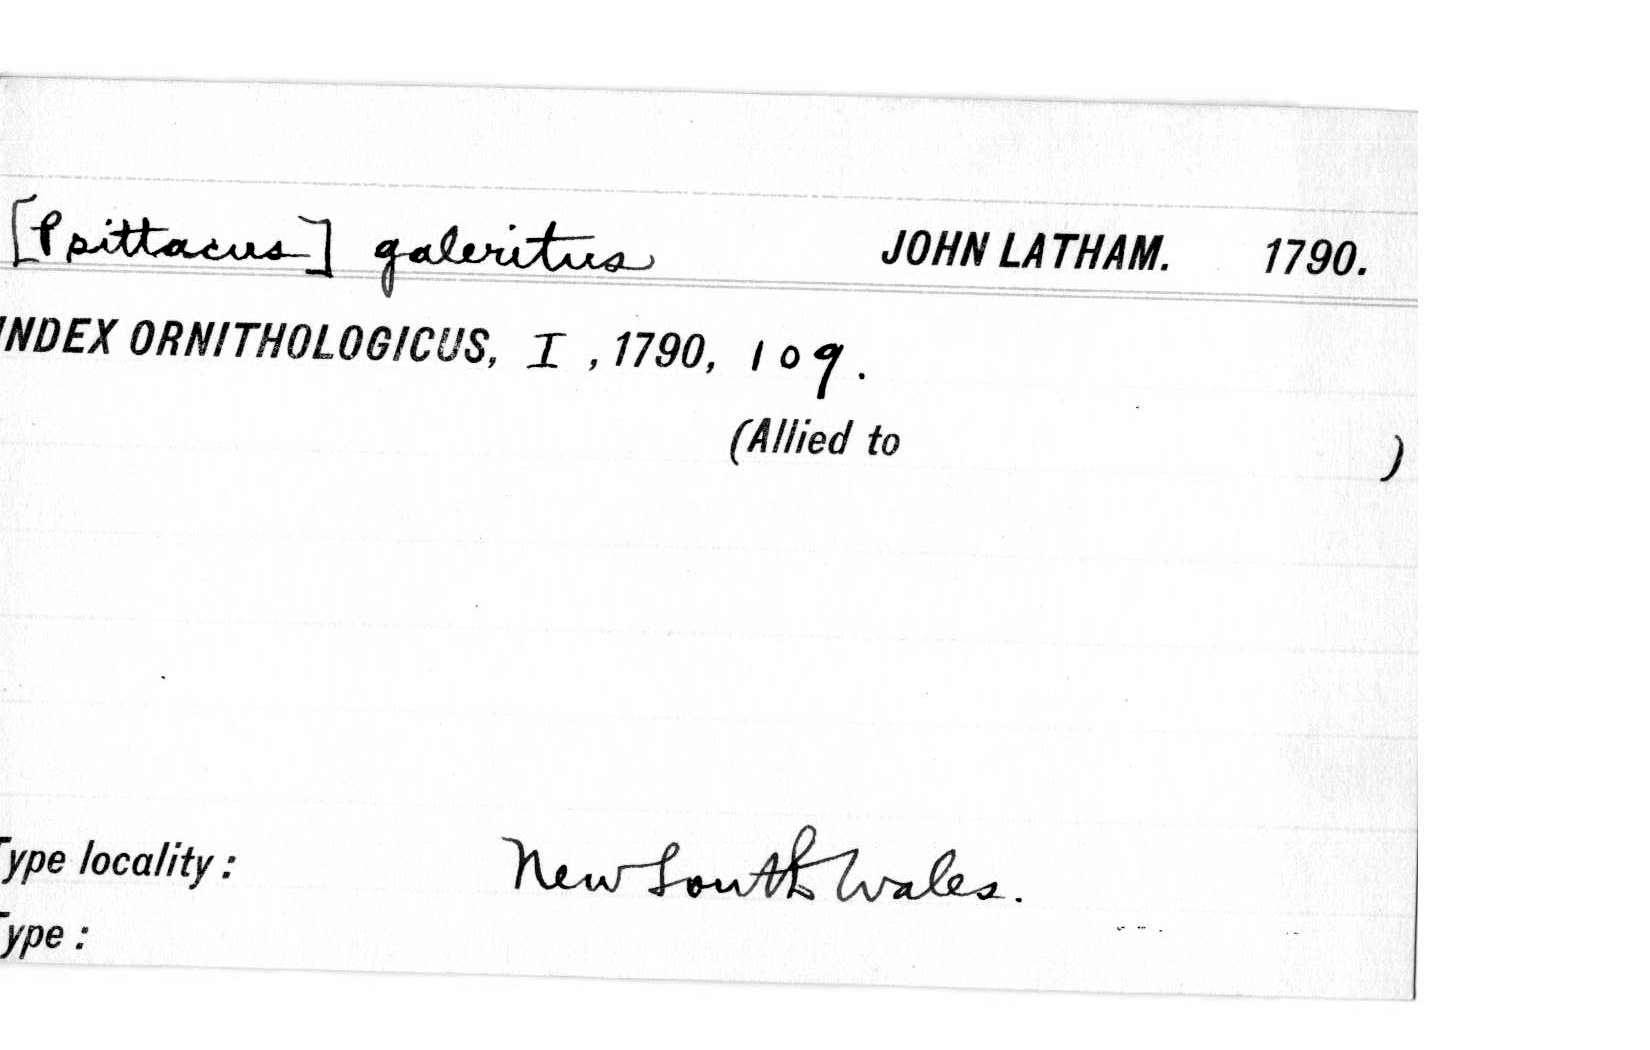 [Psittacus] galeritus JOHN LATHAM. 1790.
INDEX ORNITHOLOGICUS, I, 1790, 109.
(Allied to )
Type locality: New South Wales.
Type: